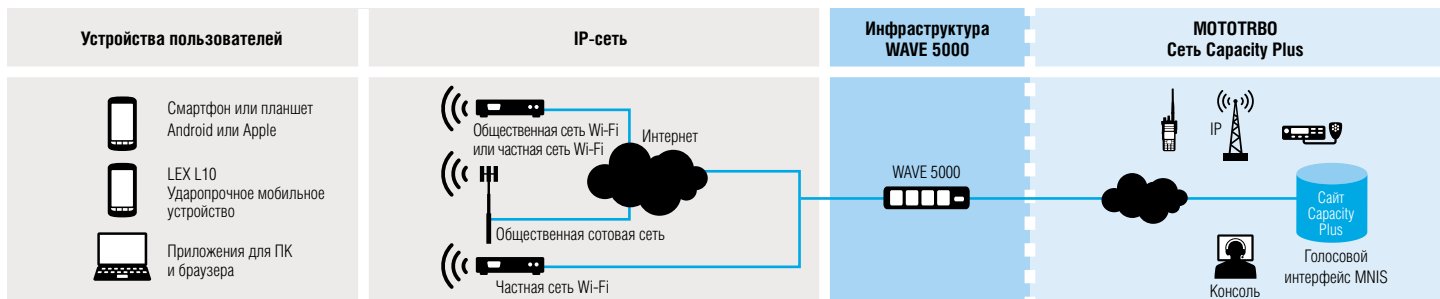 Устройства пользователей
IP-сеть
Инфраструктура
WAVE 5000
MOTOTRBO
Сеть Capacity Plus
Смартфон или планшет
Android или Apple
LEX L10
Ударопрочное мобильное
устройство
Приложения для ПК
и браузера
Общественная сеть Wi-Fi
или частная сеть Wi-Fi
Интернет
Общественная сотовая сеть
Частная сеть Wi-Fi
WAVE 5000
IP
Сайт
Capacity
Plus
Голосовой
интерфейс MNIS
Консоль